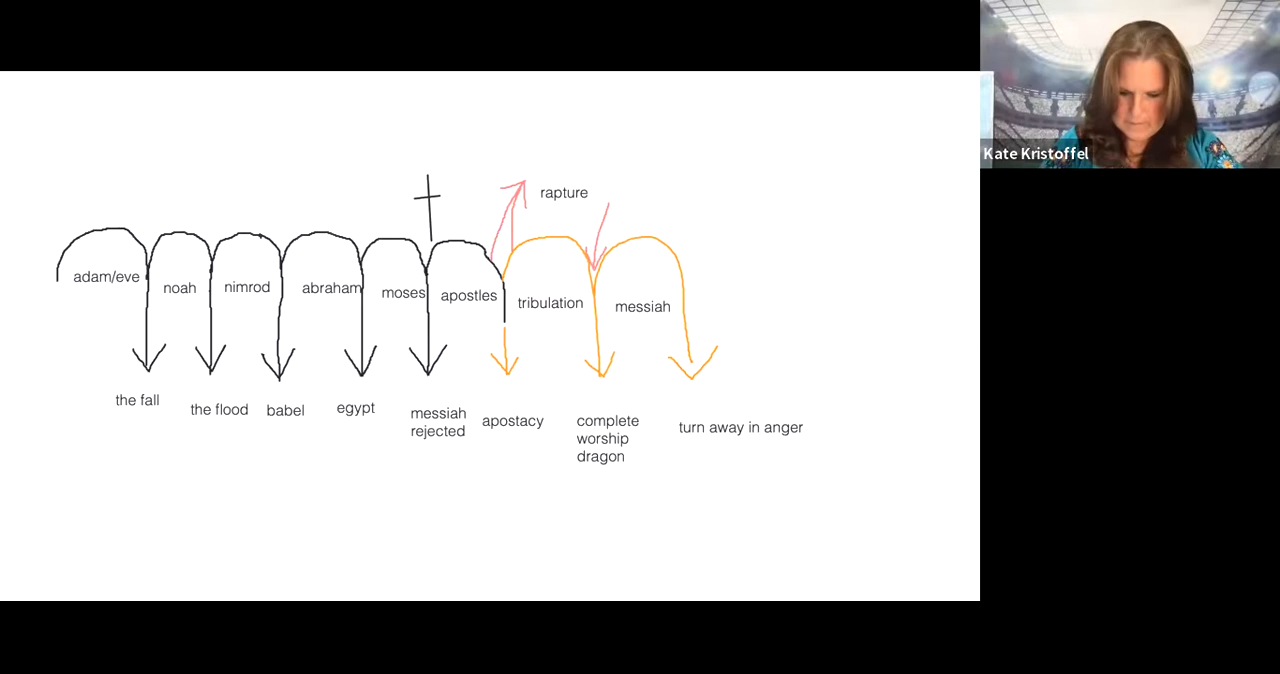 Kate Kristoffel
rapture
adam/eve
noah
nimrod
abraham
moses
apostles
tribulation
messiah
the fall
the flood
babel
egypt
messiah
rejected
apostacy
complete
worship
dragon
turn away in anger